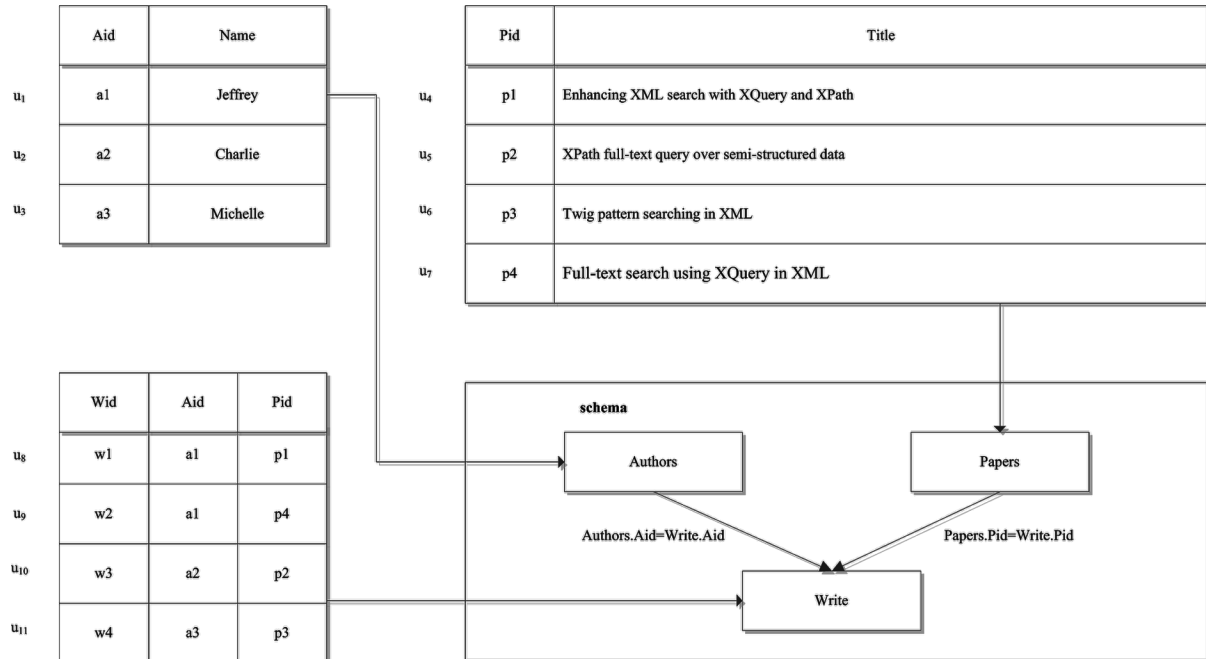 Aid Name
u1 a1 Jeffrey
u2 a2 Charlie
u3 a3 Michelle
Pid Title
u4 p1 Enhancing XML search with XQuery and XPath
u5 p2 XPath full-text query over semi-structured data
u6 p3 Twig pattern searching in XML
u7 p4 Full-text search using XQuery in XML
Wid Aid Pid
u8 w1 a1 p1
u9 w2 a1 p4
u10 w3 a2 p2
u11 w4 a3 p3
schema
Authors Papers
Authors.Aid=Write.Aid Papers.Pid=Write.Pid
Write